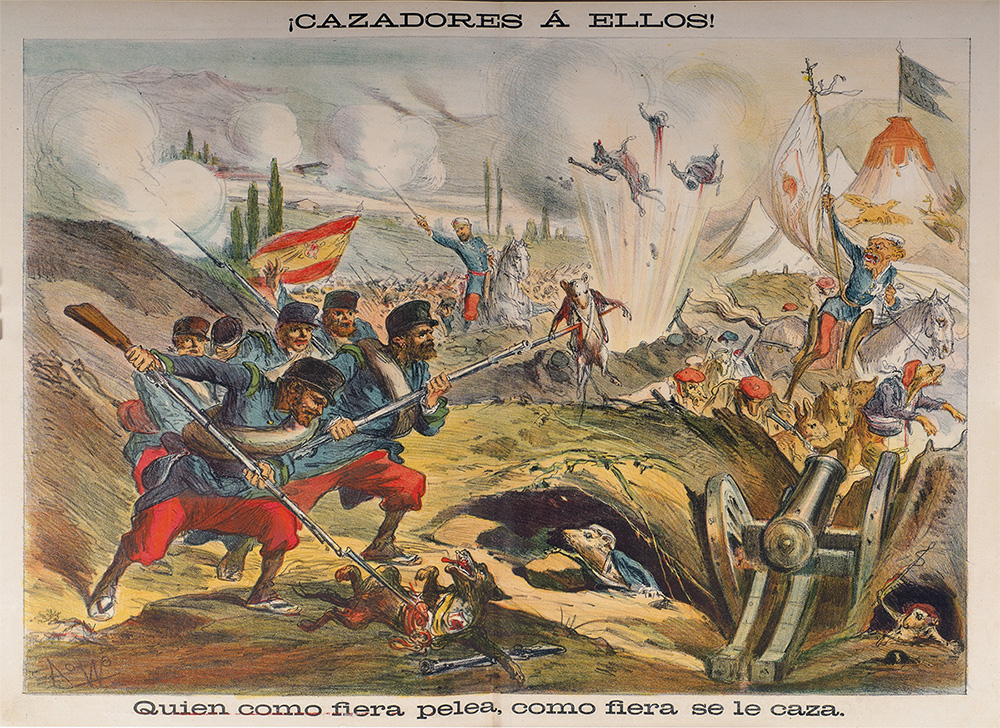 ¡CAZADORES Á ELLOS!
Quien como fiera pelea, como fiera se le caza.